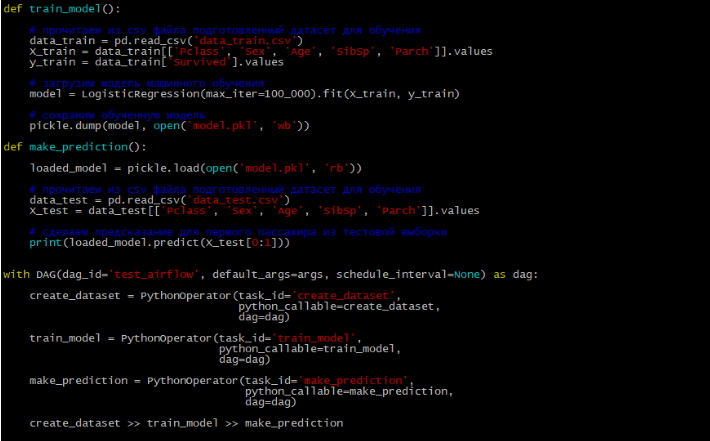 def train_model():
# прочитаем из csv файла подготовленный датасет для обучения
data_train = pd.read_csv('data_train.csv')
X_train = data_train[['Pclass', 'Sex', 'Age', 'SibSp', 'Parch']].values
y_train = data_train['Survived'].values
# загрузим модель машинного обучения
model = LogisticRegression(max_iter=100_000).fit(X_train, y_train)
# сохраним обученную модель
pickle.dump(model, open('model.pkl', 'wb'))
def make_prediction():
loaded_model = pickle.load(open('model.pkl', 'rb'))
# прочитаем из csv файла подготовленный датасет для обучения
data_test = pd.read_csv('data_test.csv')
X_test = data_test[['Pclass', 'Sex', 'Age', 'SibSp', 'Parch']].values
# сделаем предсказание для первого пассажира из тестовой выборки
print(loaded_model.predict(X_test[0:1]))
with DAG(dag_id='test_airflow', default_args=args, schedule_interval=None) as dag:
create_dataset = PythonOperator(task_id='create_dataset',
python_callable=create_dataset,
dag=dag)
train_model = PythonOperator(task_id='train_model',
python_callable=train_model,
dag=dag)
make_prediction = PythonOperator(task_id='make_prediction',
python_callable=make_prediction,
dag=dag)
create_dataset >> train_model >> make_prediction